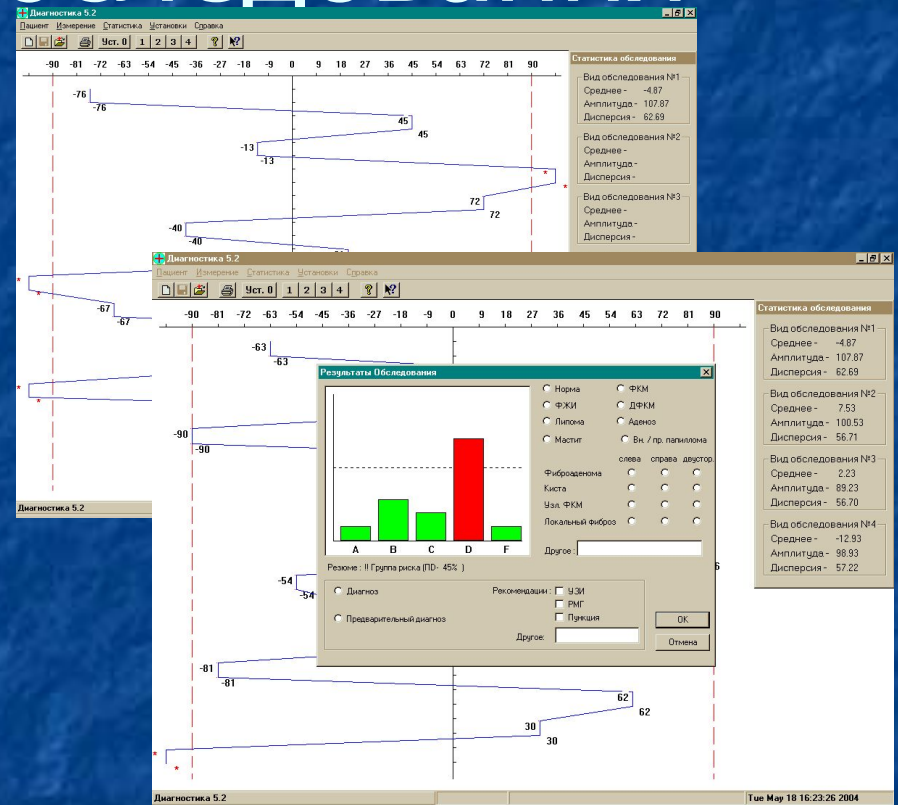 обследования
Диагностика 5.2
Пациент Измерение Статистика Установки Справка
Уст. 0 1 2 3 4
-90 -81 -72 -63 -54 -45 -36 -27 -18 -9 0 9 18 27 36 45 54 63 72 81 90
-76
-76
45
45
-13
-13
*
*
72
72
-40
-40
*
*
-67
-67
*
*
Диагностика 5.2
Статистика обследования
Вид обследования №1
Среднее - -4.87
Амплитуда - 107.87
Дисперсия - 62.69
Вид обследования №2
Среднее -
Амплитуда -
Дисперсия -
Вид обследования №3
Среднее -
Амплитуда -
Дисперсия -
Диагностика 5.2
Пациент Измерение Статистика Установки Справка
Уст. 0 1 2 3 4
-90 -81 -72 -63 -54 -45 -36 -27 -18 -9 0 9 18 27 36 45 54 63 72 81 90
-63
-63
-90
-90
-54
-54
6
-81
-81
62
62
30
30
*
*
Результаты Обследования
Норма ФКМ
ФЖИ ДФКМ
Липома Аденоз
Мастит Вн. / пр. папиллома
слева справа двустор.
Фиброаденома
Киста
Узл. ФКМ
Локальный фиброз
Другое :
A B C D F
Резюме : !! Группа риска (PD- 45% )
Диагноз
Предварительный диагноз
Рекомендации : УЗИ
РМГ
Пункция
Другое:
OK
Отмена
Статистика обследования
Вид обследования №1
Среднее - -4.87
Амплитуда - 107.87
Дисперсия - 62.69
Вид обследования №2
Среднее - 7.53
Амплитуда - 100.53
Дисперсия - 56.71
Вид обследования №3
Среднее - 2.23
Амплитуда - 89.23
Дисперсия - 56.70
Вид обследования №4
Среднее - -12.93
Амплитуда - 98.93
Дисперсия - 57.22
Диагностика 5.2 Tue May 18 16:23:26 2004